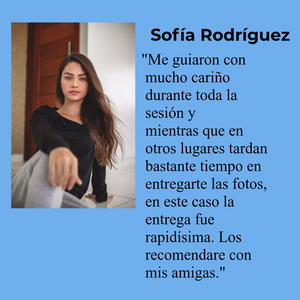 Sofía Rodríguez
"Me guiaron con
mucho cariño
durante toda la
sesión y
mientras que en
otros lugares tardan
bastante tiempo en
entregarte las fotos,
en este caso la
entrega fue
rapidísima. Los
recomendare con
mis amigas."